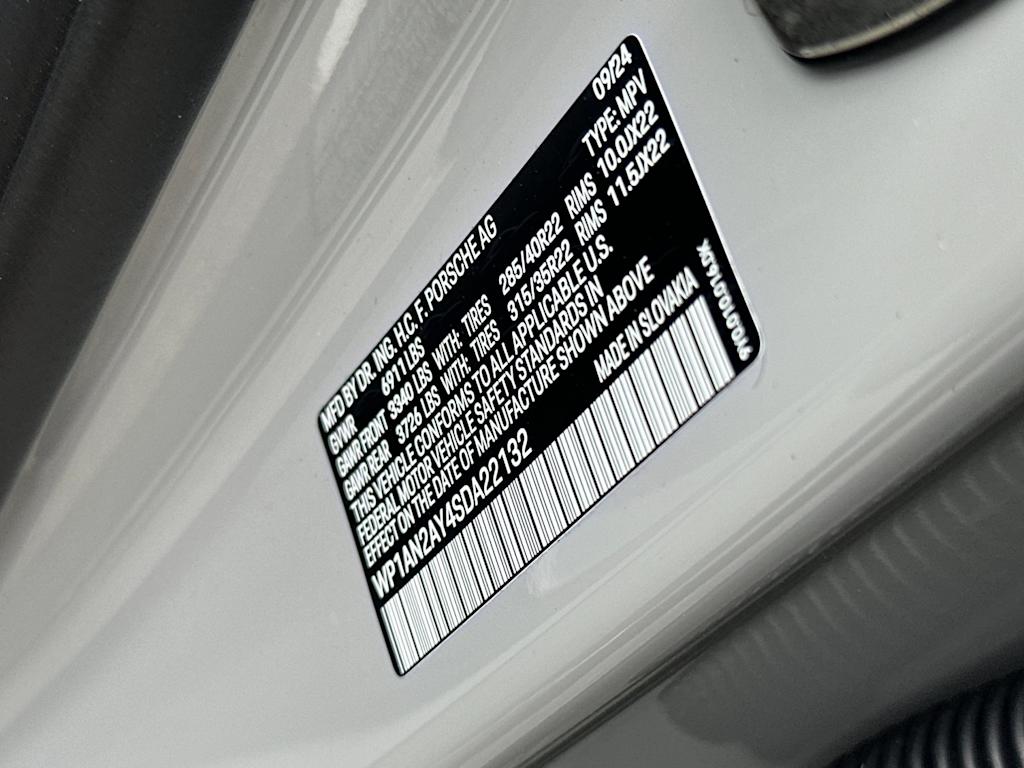 MFD BY DR. ING. H.C. F. PORSCHE AG 09/24
GVWR 6911 LBS TYPE: MPV
GAWR FRONT 3340 LBS WITH: TIRES 285/40R22 RIMS 10.0JX22
GAWR REAR 3726 LBS WITH: TIRES 315/35R22 RIMS 11.5JX22
THIS VEHICLE CONFORMS TO ALL APPLICABLE U.S.
FEDERAL MOTOR VEHICLE SAFETY STANDARDS IN
EFFECT ON THE DATE OF MANUFACTURE SHOWN ABOVE
WP1AN2AY4SDA22132 MADE IN SLOVAKIA